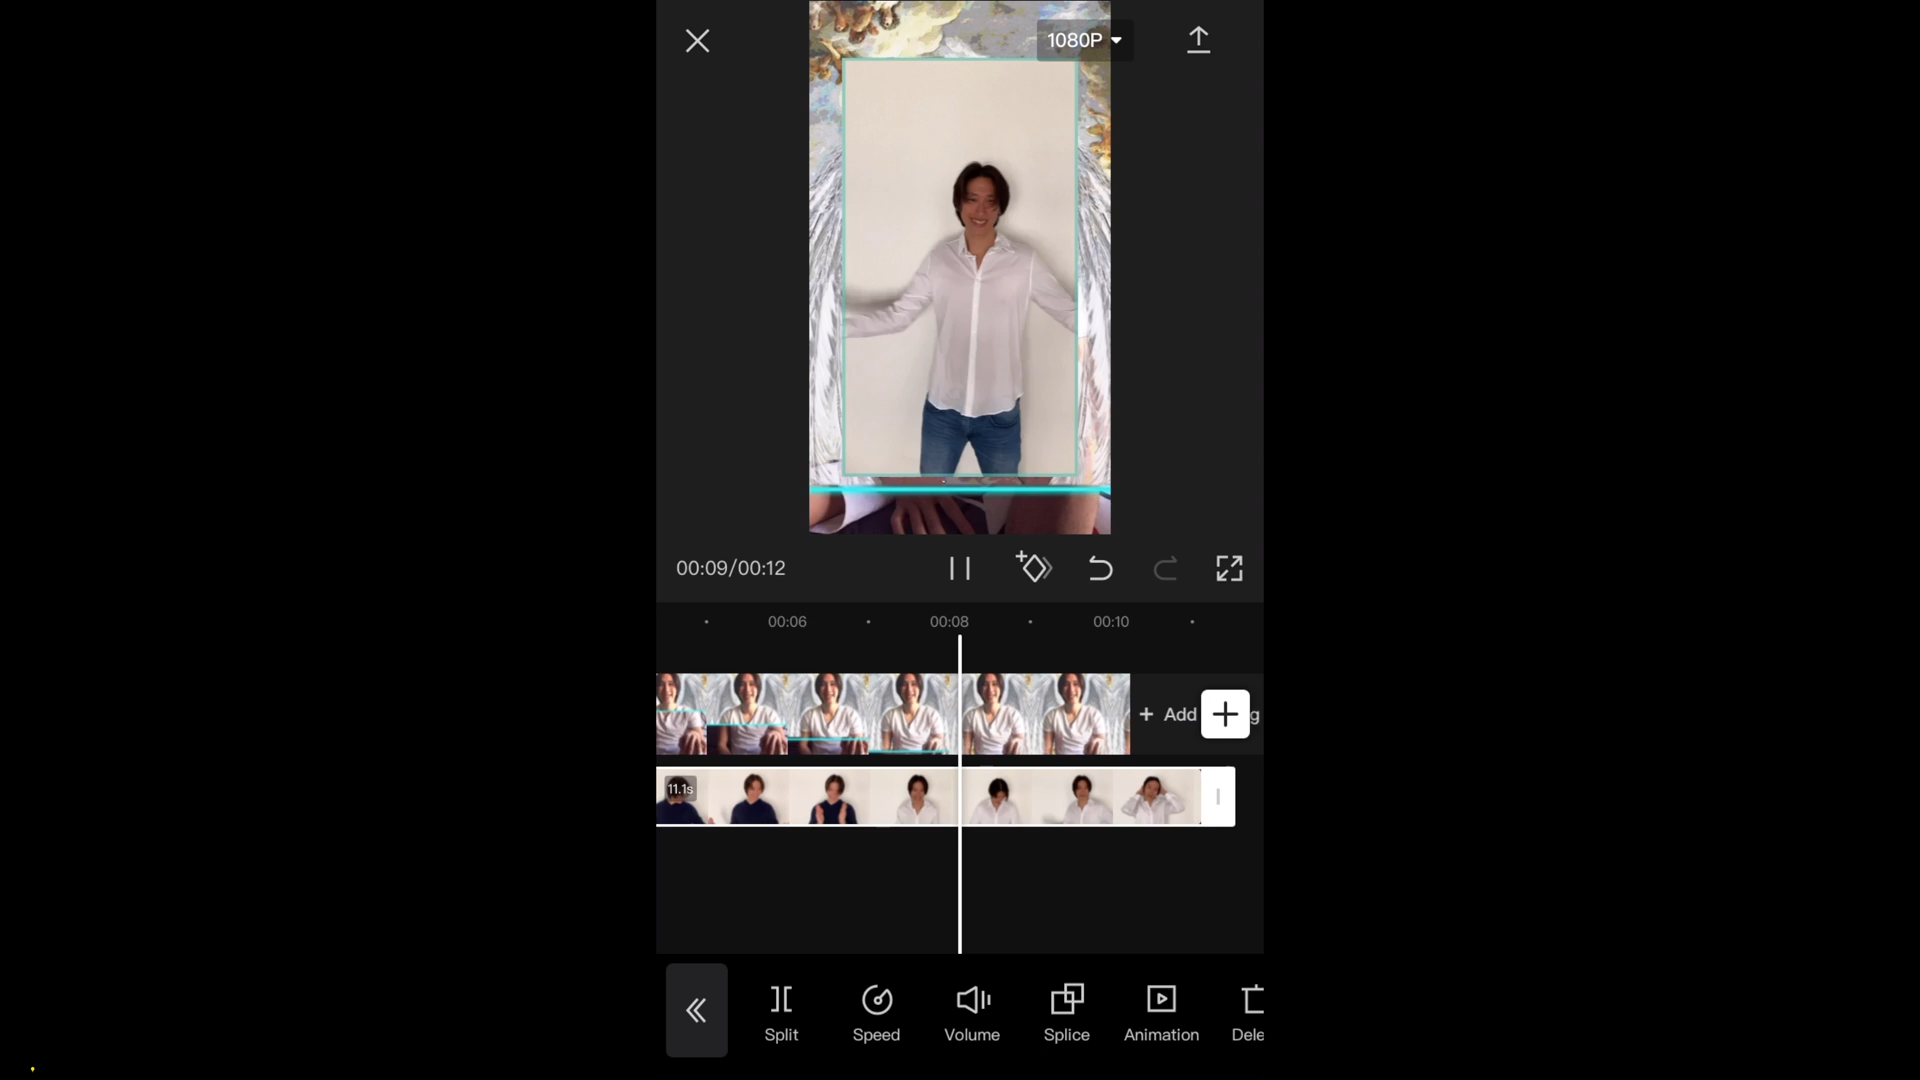 1080P
00:09/00:12
00:06
00:08
00:10
+ Add
g
11.1s
Split
Speed
Volume
Splice
Animation
Dele